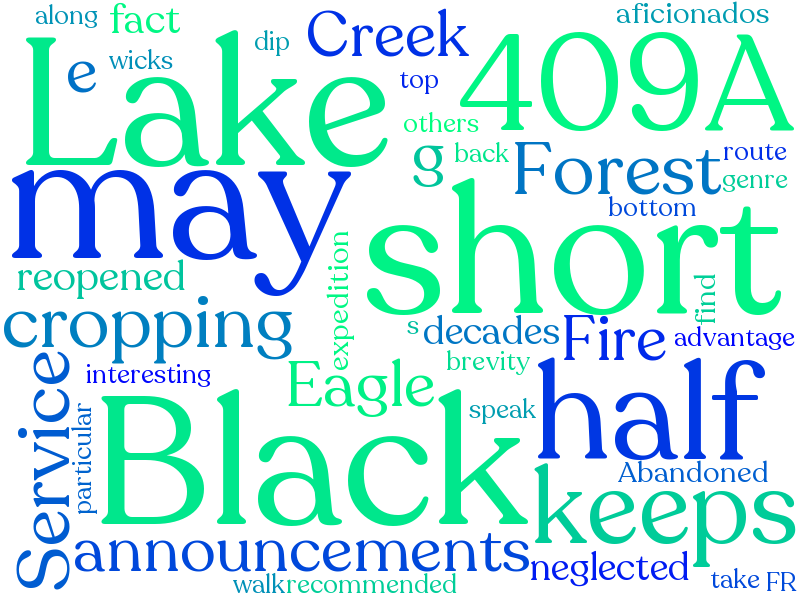 along
fact
aficionados
dip
Creek
409A
Lake
e
wicks
top
others
g
back
Forest
route
genre
may
bottom
short
reopened
expedition
find
cropping
s
decades
Fire
advantage
interesting
brevity
Eagle
half
Service
particular
Black
speak
Abandoned
keeps
announcements
neglected
walk
recommended
take
FR